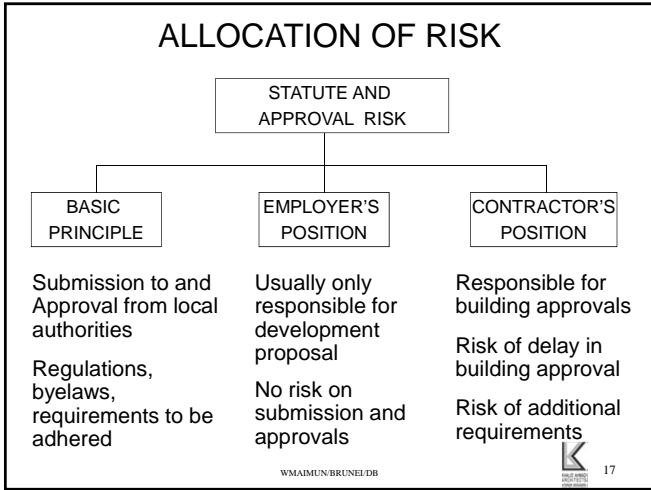 ALLOCATION OF RISK
STATUTE AND
APPROVAL RISK
BASIC
PRINCIPLE
Submission to and
Approval from local
authorities
Regulations,
byelaws,
requirements to be
adhered
EMPLOYER'S
POSITION
Usually only
responsible for
development
proposal
No risk on
submission and
approvals
CONTRACTOR'S
POSITION
Responsible for
building approvals
Risk of delay in
building approval
Risk of additional
requirements
WMAIMUN/BRUNEI/DB
ARCHITECTS
17